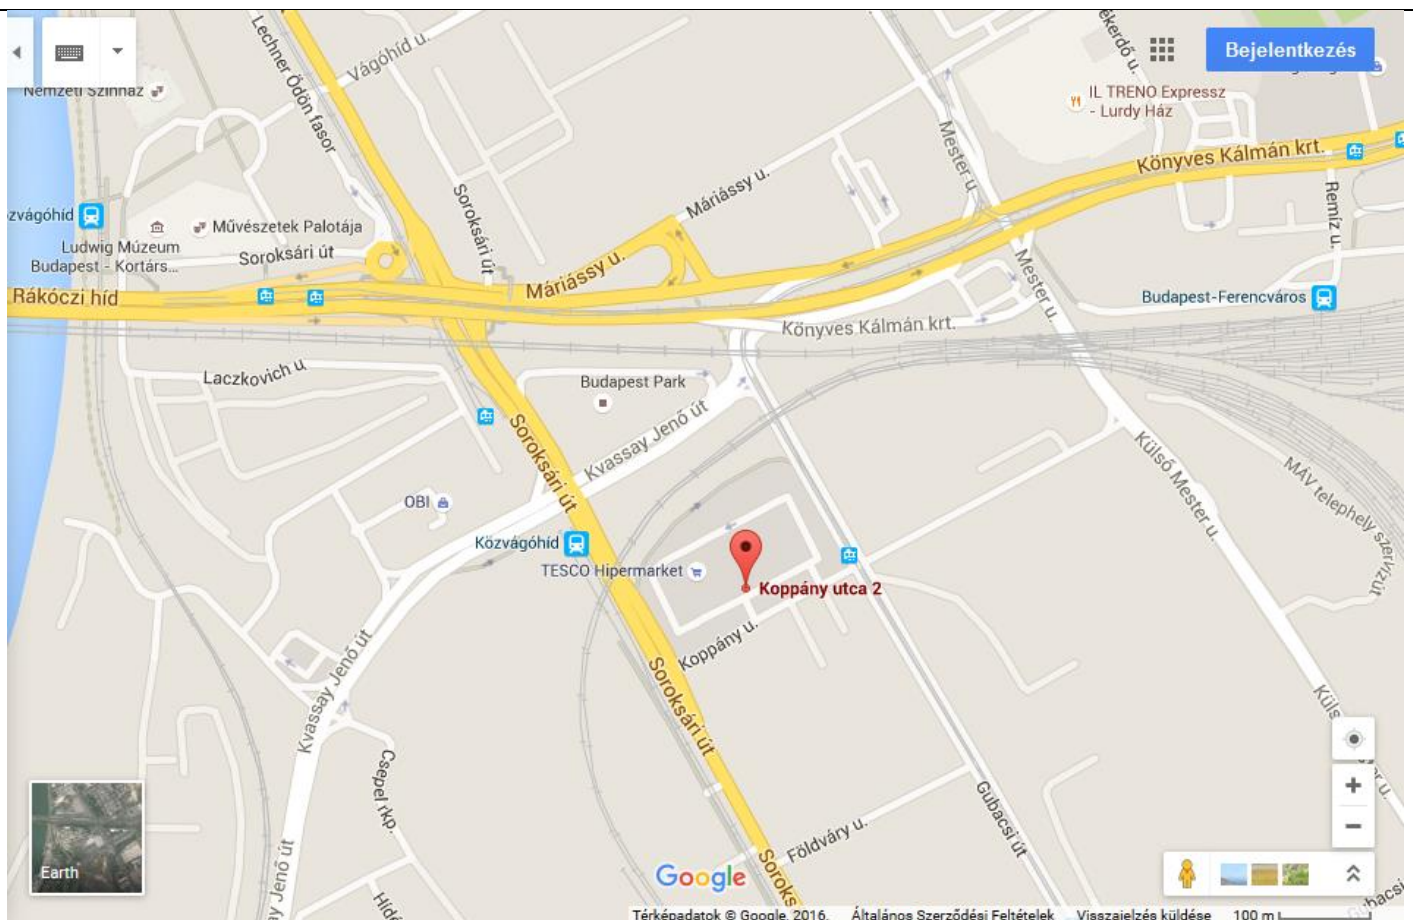 Bejelentkezés
Lechner Ödön fasor
Vágóhíd u.
Nemzeti Színház
IL TRENO Expressz
- Lurdy Ház
Mester u.
Könyves Kálmán krt.
Máriássy u.
Remíz u.
Soroksári út
Művészetek Palotája
Ludwig Múzeum
Budapest - Kortárs...
Soroksári út
Rákóczi híd
Máriássy u.
Mester u.
Budapest-Ferencváros
Könyves Kálmán krt.
Laczkovich u.
Budapest Park
Kvassay Jenő út
Soroksári út
Külső Mester u.
MÁV telephely szervízút
OBI
Közvágóhíd
TESCO Hipermarket
Koppány utca 2
Koppány u.
Kvassay Jenő út
Soroksári út
Csepel rkp.
Gubacsi út
Földváry u.
Earth
Google
Térképadatok © Google, 2016.
Általános Szerződési Feltételek
Visszajelzés küldése
100 m